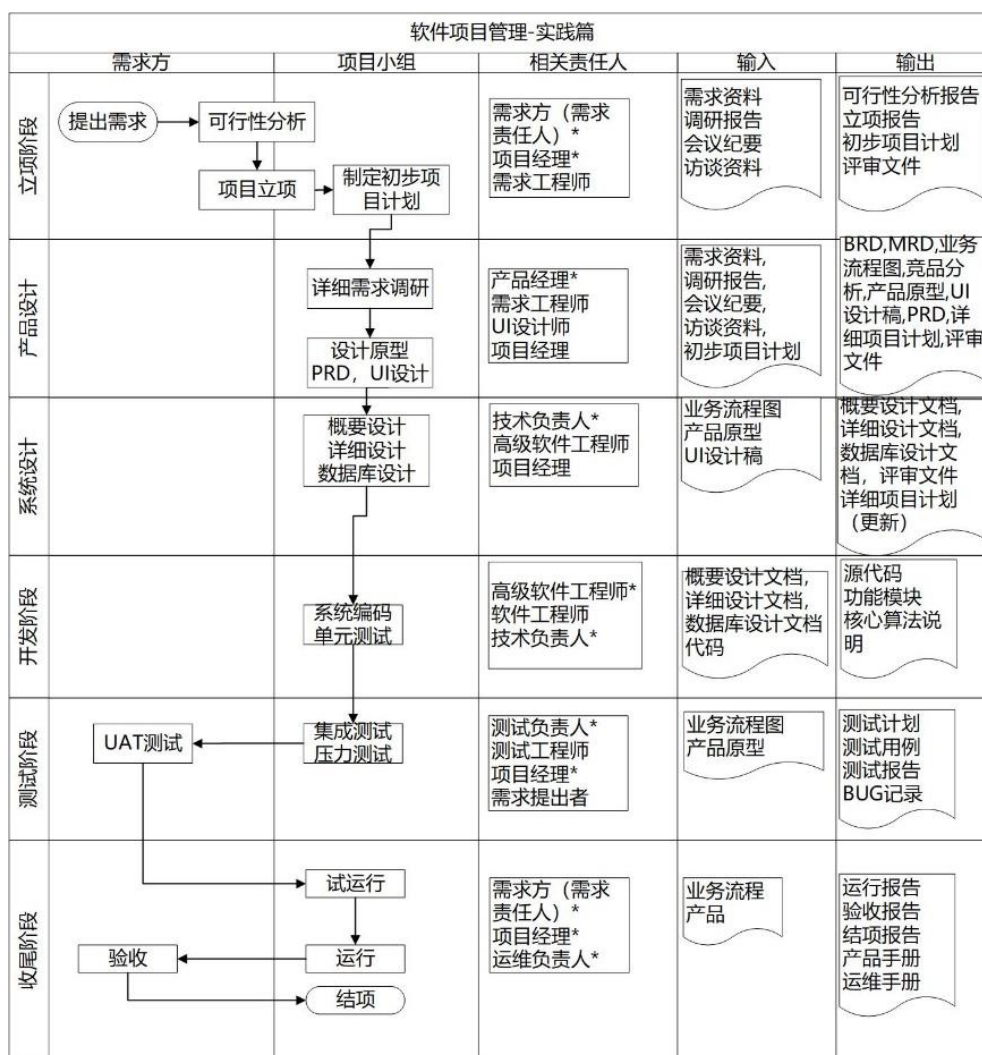 软件项目管理-实践篇
需求方
项目小组
相关责任人
输入
输出
立项阶段
提出需求
可行性分析
项目立项
制定初步项
目计划
需求方（需求
责任人）*
项目经理*
需求工程师
需求资料
调研报告
会议纪要
访谈资料
可行性分析报告
立项报告
初步项目计划
评审文件
产品设计
详细需求调研
设计原型
PRD，UI设计
产品经理*
需求工程师
UI设计师
项目经理
需求资料,
调研报告,
会议纪要,
访谈资料,
初步项目计划
BRD,MRD,业务
流程图,竞品分
析,产品原型,UI
设计稿,PRD,详
细项目计划,评审
文件
系统设计
概要设计
详细设计
数据库设计
技术负责人*
高级软件工程师
项目经理
业务流程图
产品原型
UI设计稿
概要设计文档,
详细设计文档,
数据库设计文
档，评审文件
详细项目计划
（更新）
开发阶段
系统编码
单元测试
高级软件工程师*
软件工程师
技术负责人*
概要设计文档，
详细设计文档，
数据库设计文档
代码
源代码
功能模块
核心算法说
明
测试阶段
UAT测试
集成测试
压力测试
测试负责人*
测试工程师
项目经理*
需求提出者
业务流程图
产品原型
测试计划
测试用例
测试报告
BUG记录
收尾阶段
试运行
验收
运行
结项
需求方（需求
责任人）*
项目经理*
运维负责人*
业务流程
产品
运行报告
验收报告
结项报告
产品手册
运维手册